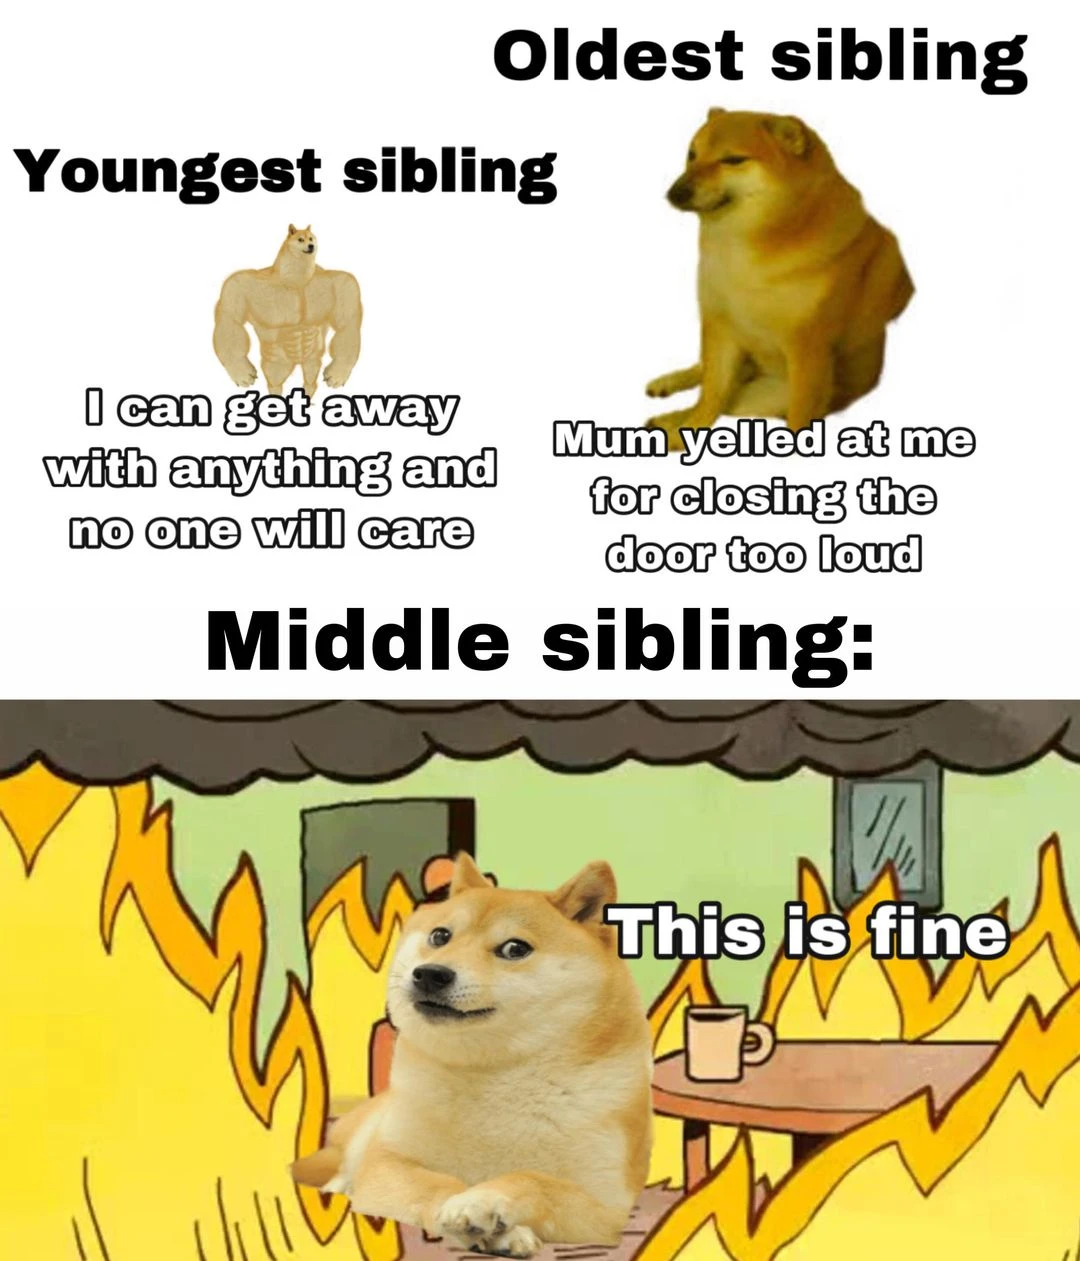 Oldest sibling
Youngest sibling
I can get away
with anything and
no one will care
Mum yelled at me
for closing the
door too loud
Middle sibling:
This is fine